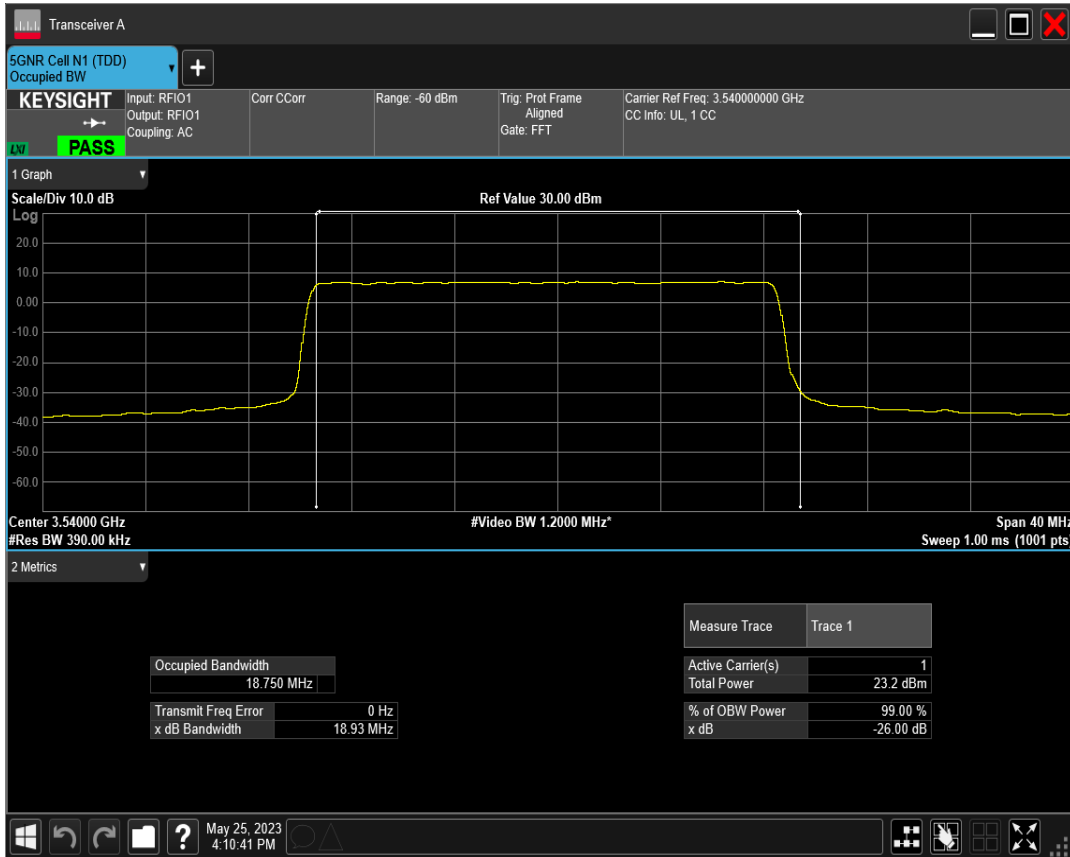 Transceiver A
5GNR Cell N1 (TDD)
Occupied BW
+
KEYSIGHT
LXI
PASS
Input: RFIO1
Output: RFIO1
Coupling: AC
Corr CCorr
Range: -60 dBm
Trig: Prot Frame
Aligned
Gate: FFT
Carrier Ref Freq: 3.540000000 GHz
CC Info: UL, 1 CC
1 Graph
Scale/Div 10.0 dB
Ref Value 30.00 dBm
Log
20.0
10.0
0.00
-10.0
-20.0
-30.0
-40.0
-50.0
-60.0
Center 3.54000 GHz
#Video BW 1.2000 MHz*
Span 40 MHz
#Res BW 390.00 kHz
Sweep 1.00 ms (1001 pts)
2 Metrics
Measure Trace Trace 1
Occupied Bandwidth
18.750 MHz
Active Carrier(s) 1
Total Power 23.2 dBm
Transmit Freq Error 0 Hz
x dB Bandwidth 18.93 MHz
% of OBW Power 99.00 %
x dB -26.00 dB
?
May 25, 2023
4:10:41 PM